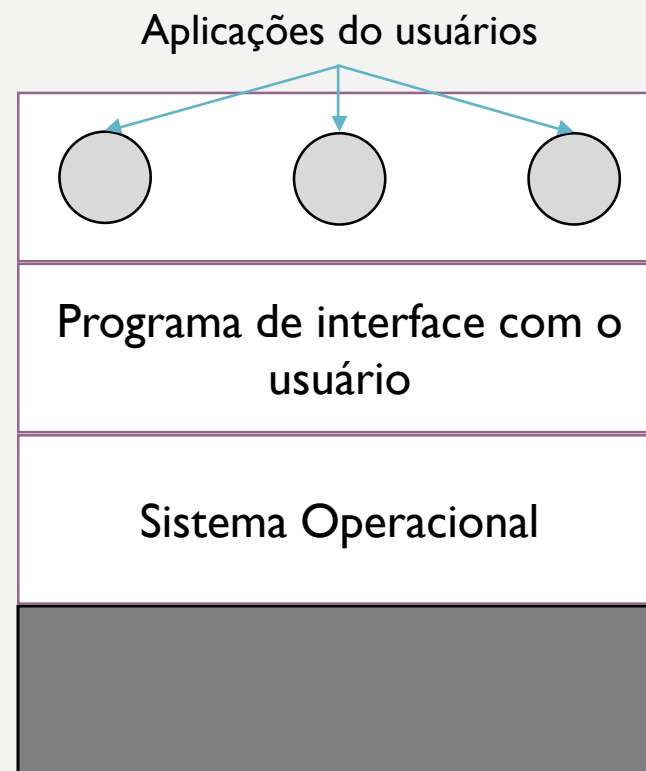 Aplicações do usuários
Programa de interface com o
usuário
Sistema Operacional